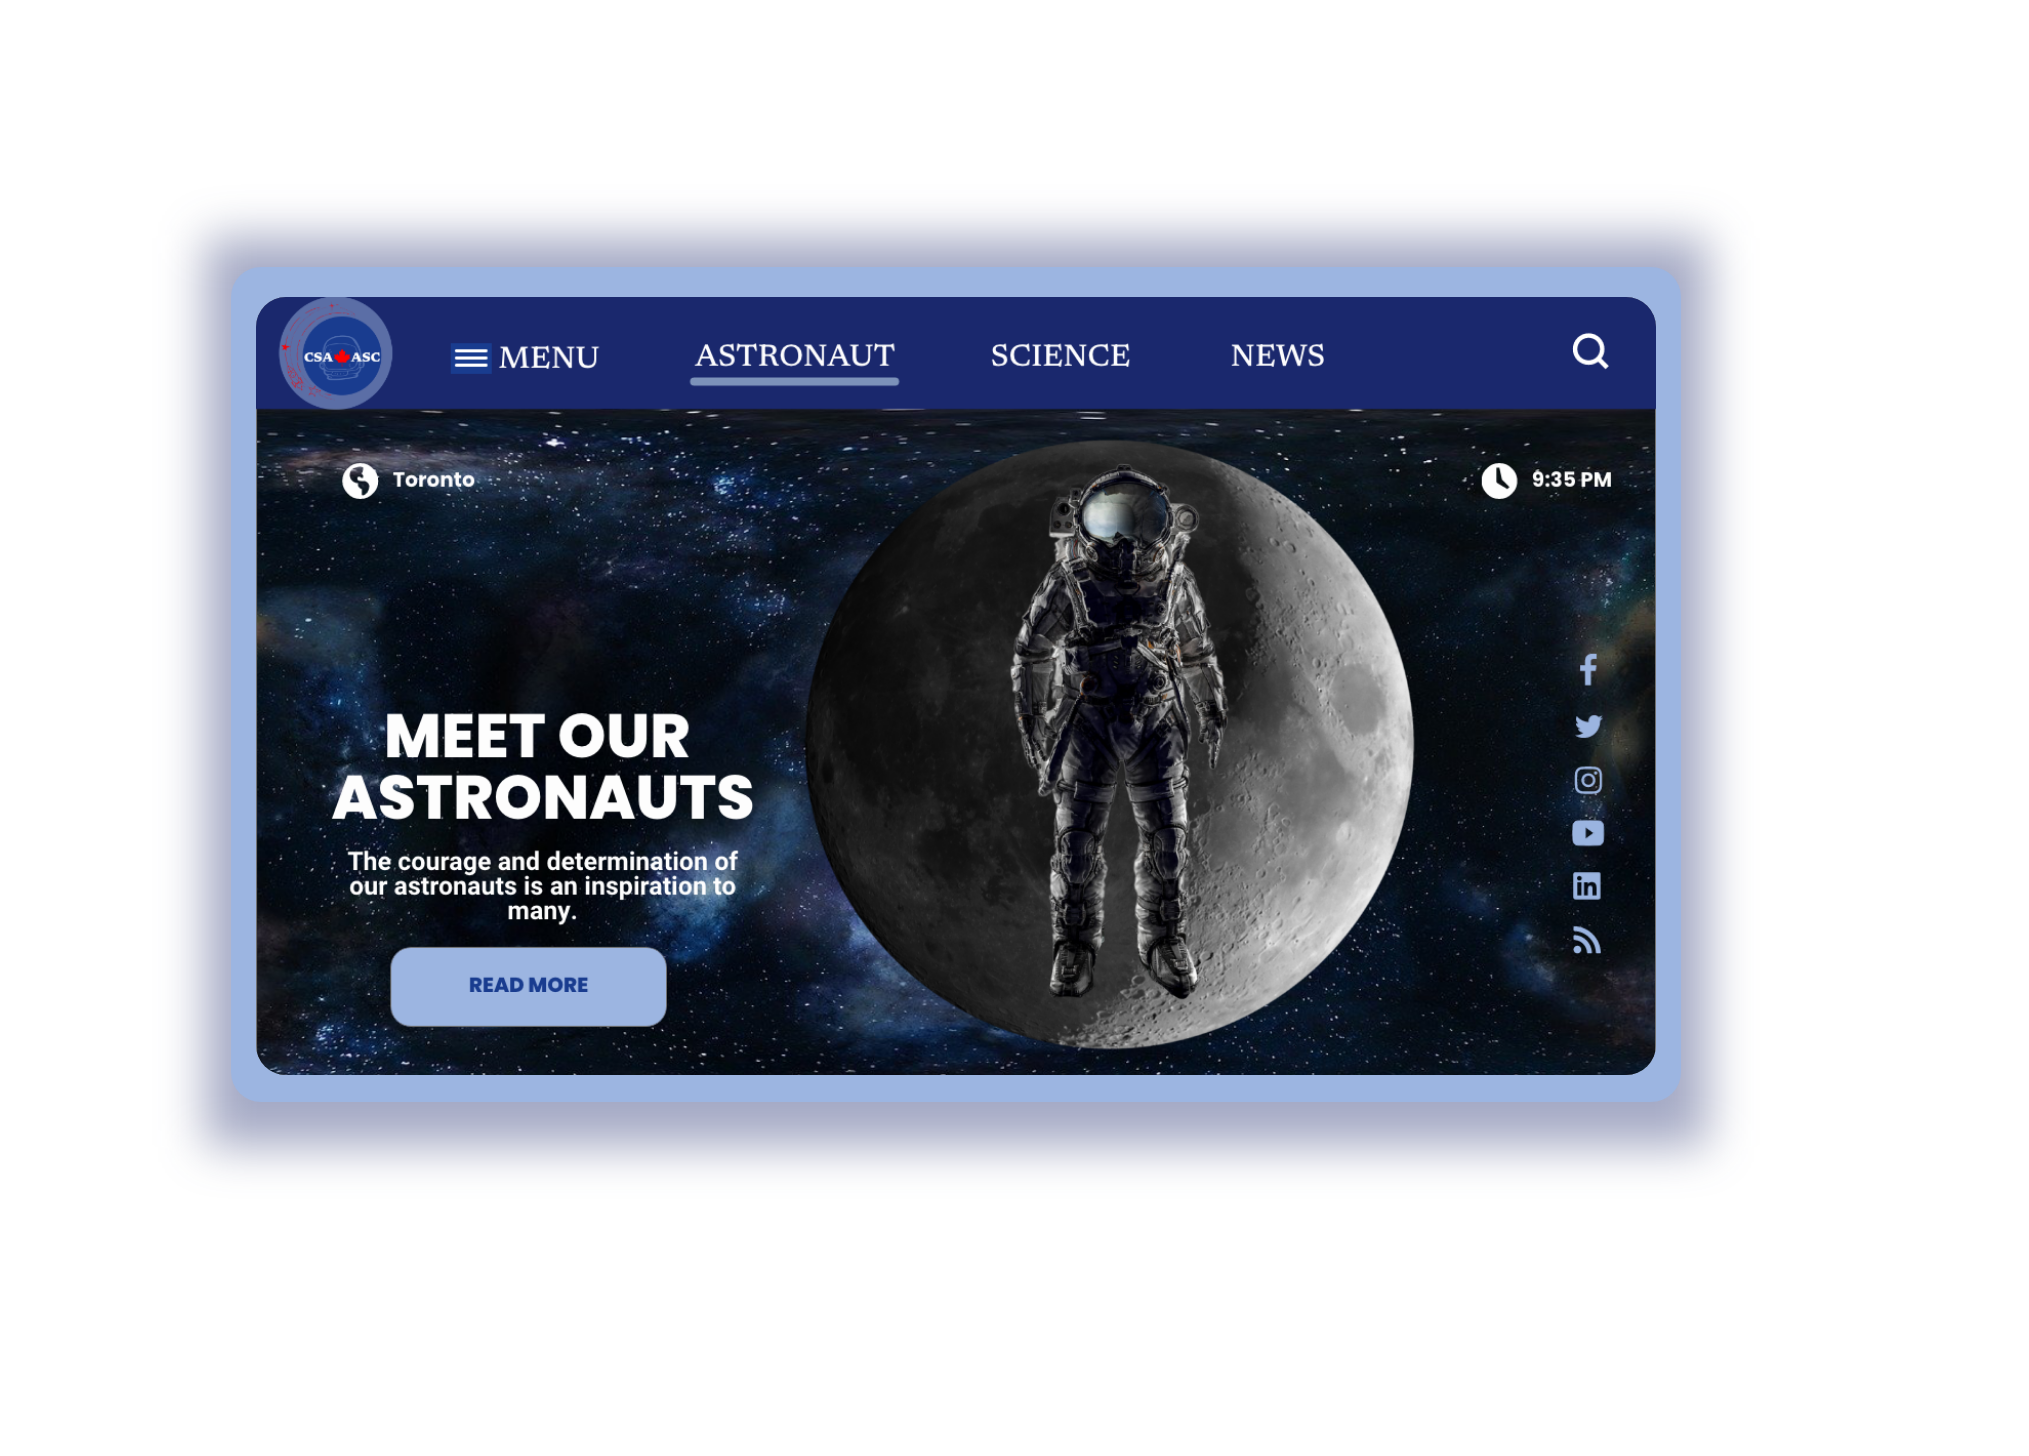 CSA ASC
MENU
ASTRONAUT
SCIENCE
NEWS
Toronto
9:35 PM
MEET OUR
ASTRONAUTS
The courage and determination of
our astronauts is an inspiration to
many.
READ MORE